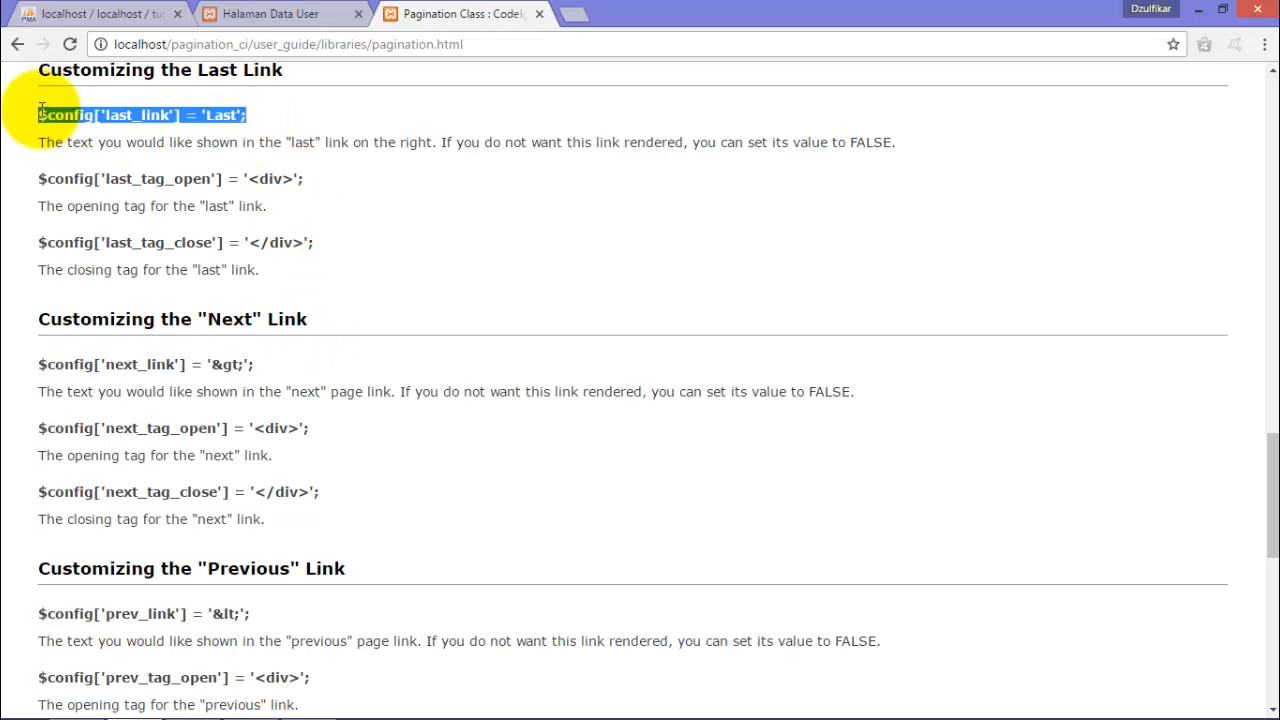 localhost / localhost / tu
Halaman Data User
Pagination Class : CodeIg
Dzulfikar
localhost/pagination_ci/user_guide/libraries/pagination.html
Customizing the Last Link
$config['last_link'] = 'Last';
The text you would like shown in the "last" link on the right. If you do not want this link rendered, you can set its value to FALSE.
$config['last_tag_open'] = '<div>';
The opening tag for the "last" link.
$config['last_tag_close'] = '</div>';
The closing tag for the "last" link.
Customizing the "Next" Link
$config['next_link'] = '&gt;';
The text you would like shown in the "next" page link. If you do not want this link rendered, you can set its value to FALSE.
$config['next_tag_open'] = '<div>';
The opening tag for the "next" link.
$config['next_tag_close'] = '</div>';
The closing tag for the "next" link.
Customizing the "Previous" Link
$config['prev_link'] = '&lt;';
The text you would like shown in the "previous" page link. If you do not want this link rendered, you can set its value to FALSE.
$config['prev_tag_open'] = '<div>';
The opening tag for the "previous" link.